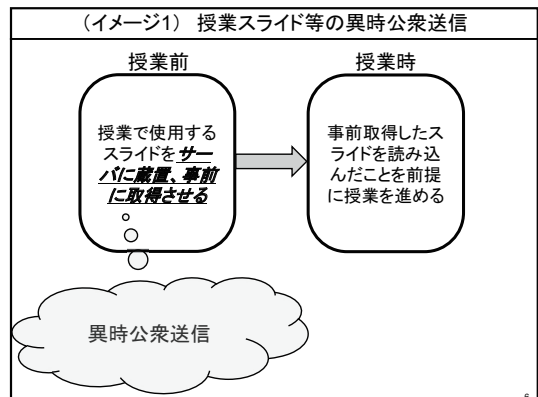 (イメージ1) 授業スライド等の異時公衆送信
授業前
授業時
授業で使用する
スライドをサー
バに蔵置、事前
に取得させる
事前取得したス
ライドを読み込
んだことを前提
に授業を進める
異時公衆送信
6